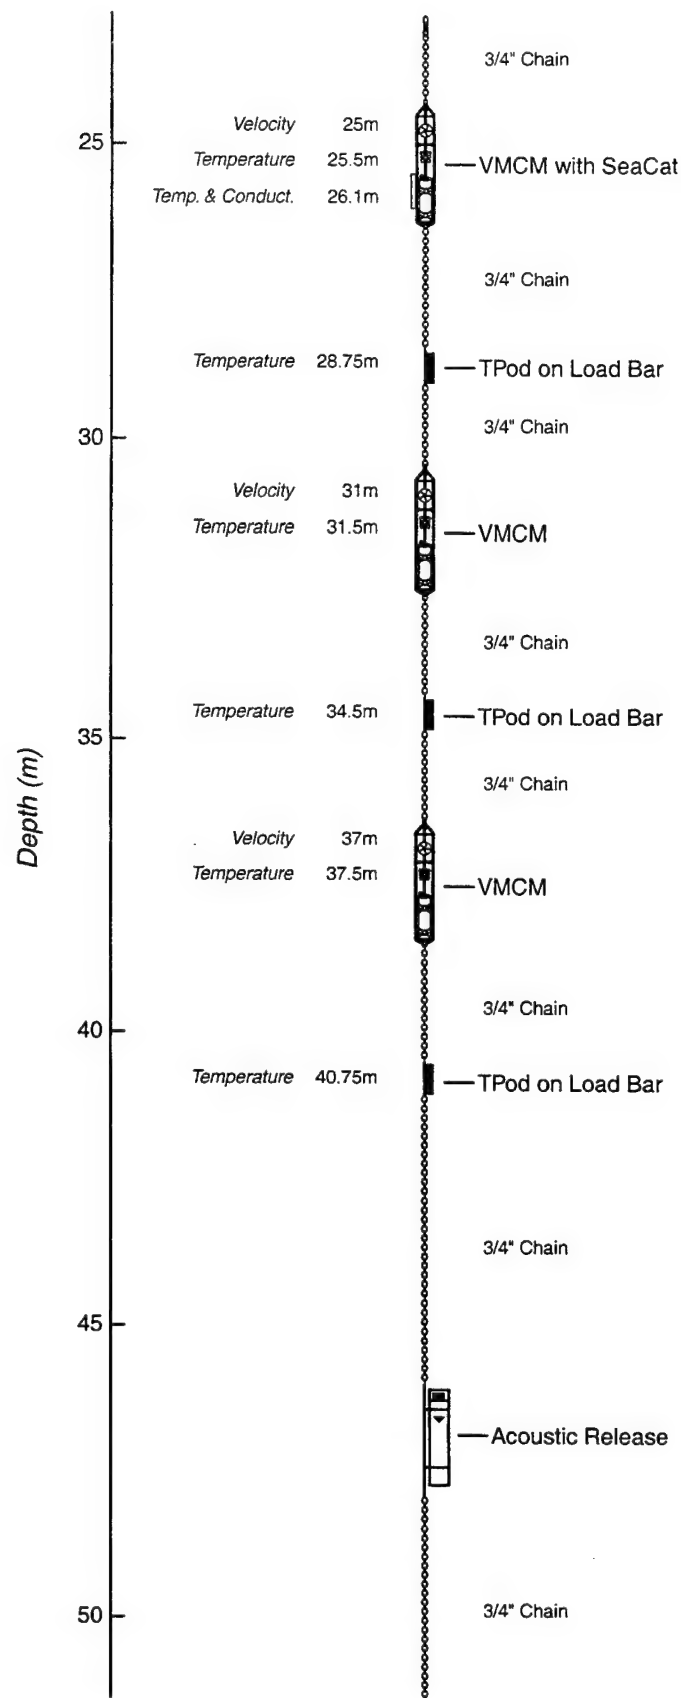 3/4" Chain
Velocity 25m
25
Temperature 25.5m
VMCM with SeaCat
Temp. & Conduct. 26.1m
3/4" Chain
Temperature 28.75m
TPod on Load Bar
3/4" Chain
30
Velocity 31m
Temperature 31.5m
VMCM
3/4" Chain
Temperature 34.5m
TPod on Load Bar
35
3/4" Chain
Depth (m)
Velocity 37m
Temperature 37.5m
VMCM
3/4" Chain
40
Temperature 40.75m
TPod on Load Bar
3/4" Chain
45
Acoustic Release
50
3/4" Chain